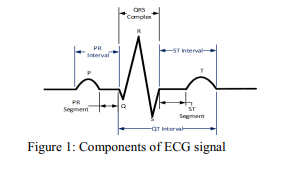 QRS
Complex
R
PR
Interval
ST Interval
P
T
PR
Segment
Q
S
ST
Segment
QT Interval
Figure 1: Components of ECG signal